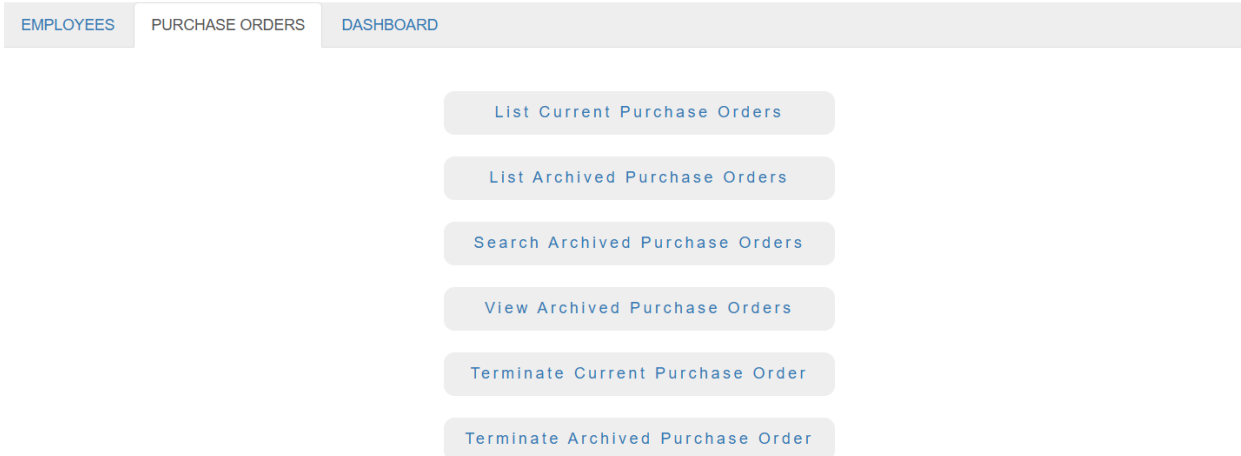 EMPLOYEES PURCHASE ORDERS DASHBOARD
List Current Purchase Orders
List Archived Purchase Orders
Search Archived Purchase Orders
View Archived Purchase Orders
Terminate Current Purchase Order
Terminate Archived Purchase Order